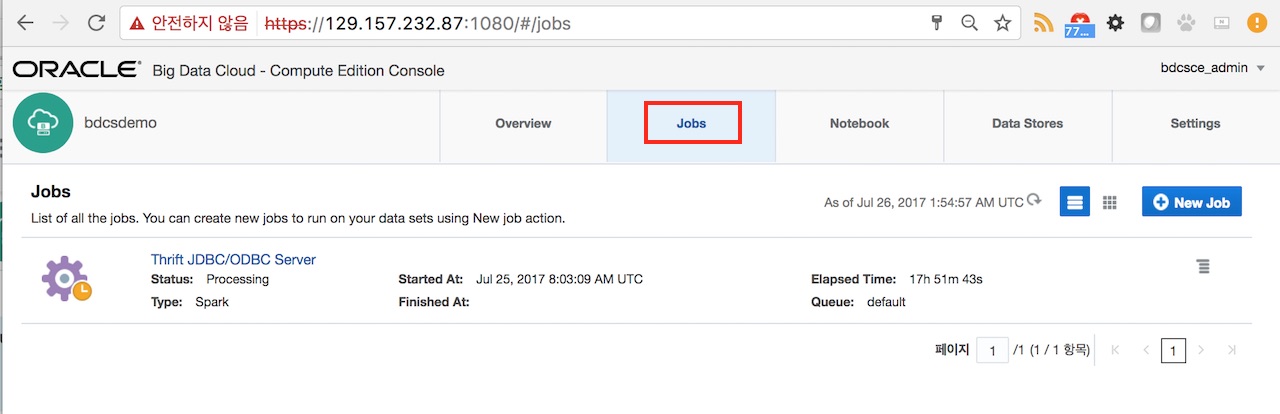 안전하지 않음 https://129.157.232.87:1080/#/jobs
77...
ORACLE® Big Data Cloud - Compute Edition Console
bdcsce_admin
bdcsdemo
Overview
Jobs
Notebook
Data Stores
Settings
Jobs
List of all the jobs. You can create new jobs to run on your data sets using New job action.
As of Jul 26, 2017 1:54:57 AM UTC
New Job
Thrift JDBC/ODBC Server
Status: Processing
Started At: Jul 25, 2017 8:03:09 AM UTC
Elapsed Time: 17h 51m 43s
Type: Spark
Finished At:
Queue: default
페이지 1 /1 (1 / 1 항목) 1